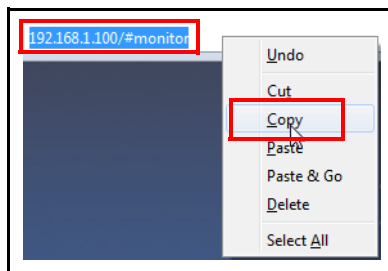 192.168.1.100/#monitor
Undo
Cut
Copy
Paste
Paste & Go
Delete
Select All